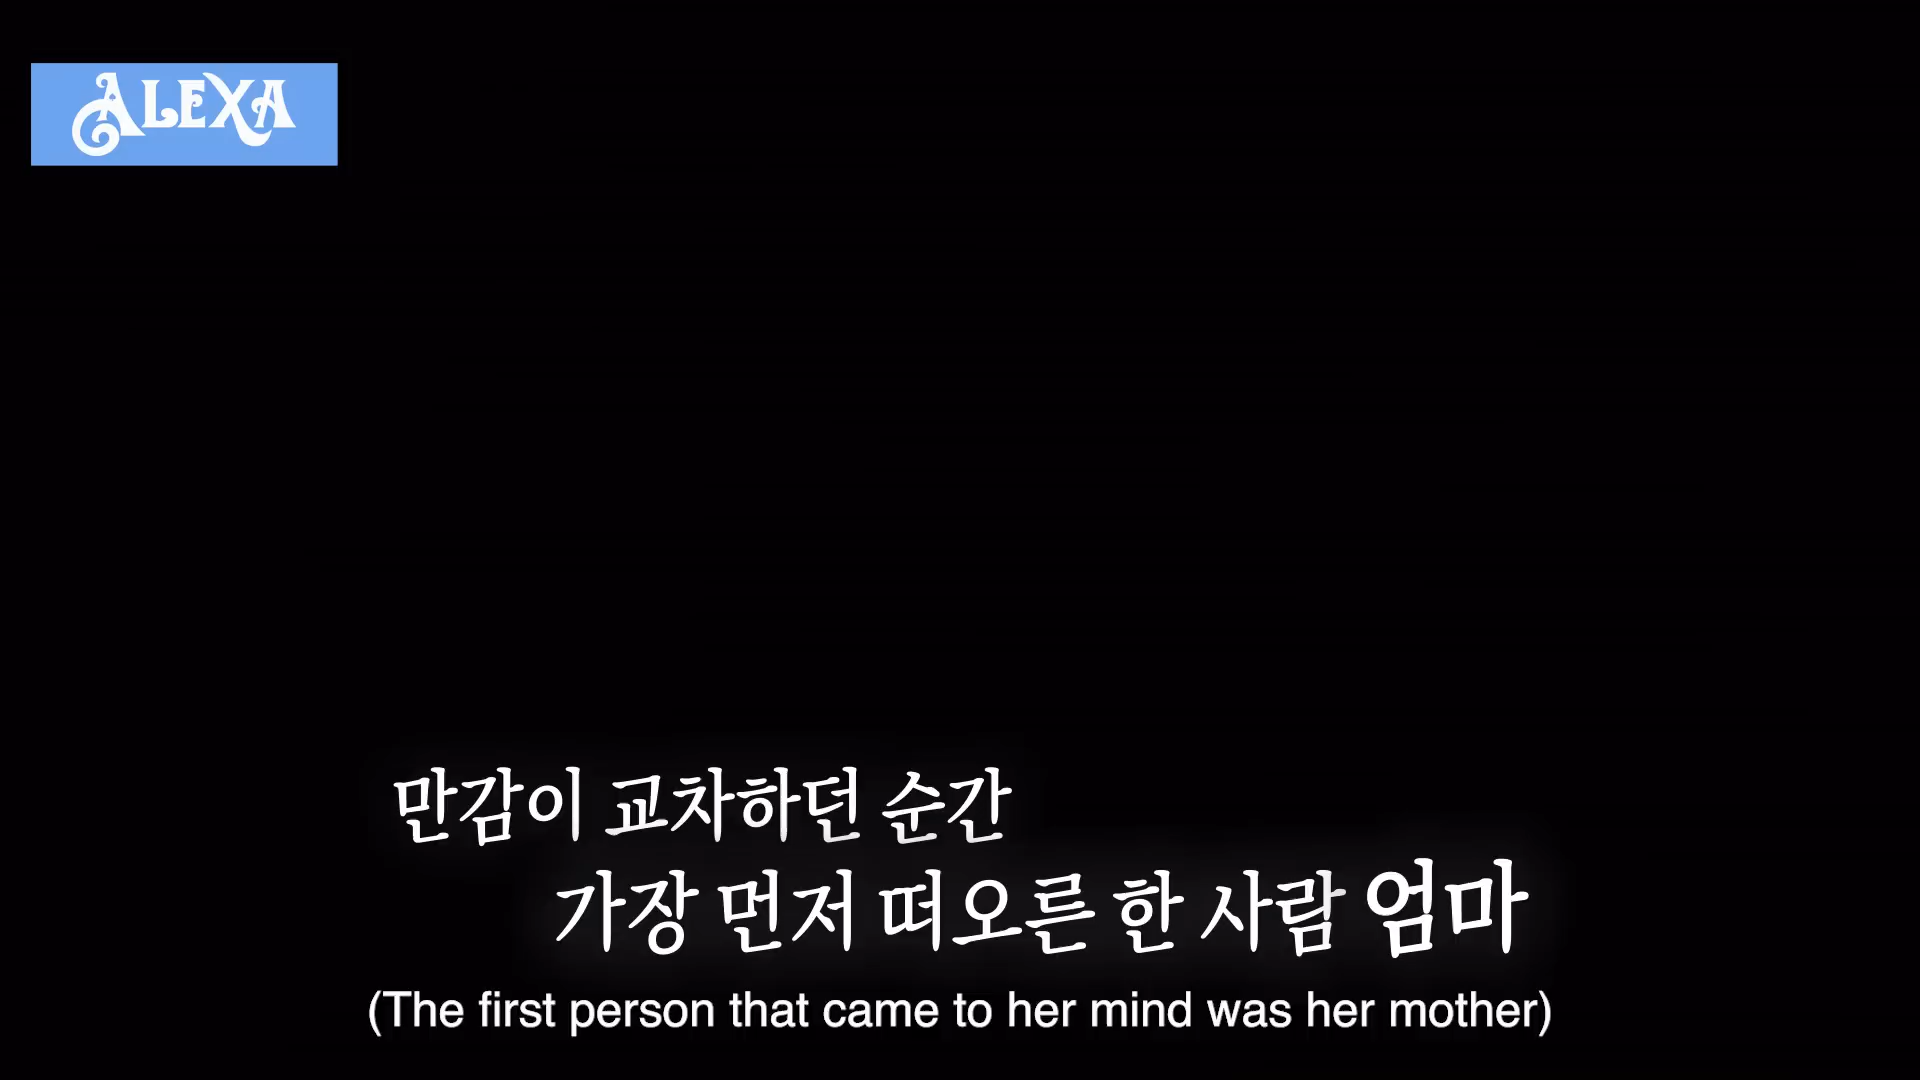 ALEXA
만감이 교차하던 순간
가장 먼저 떠오른 한 사람 엄마
(The first person that came to her mind was her mother)